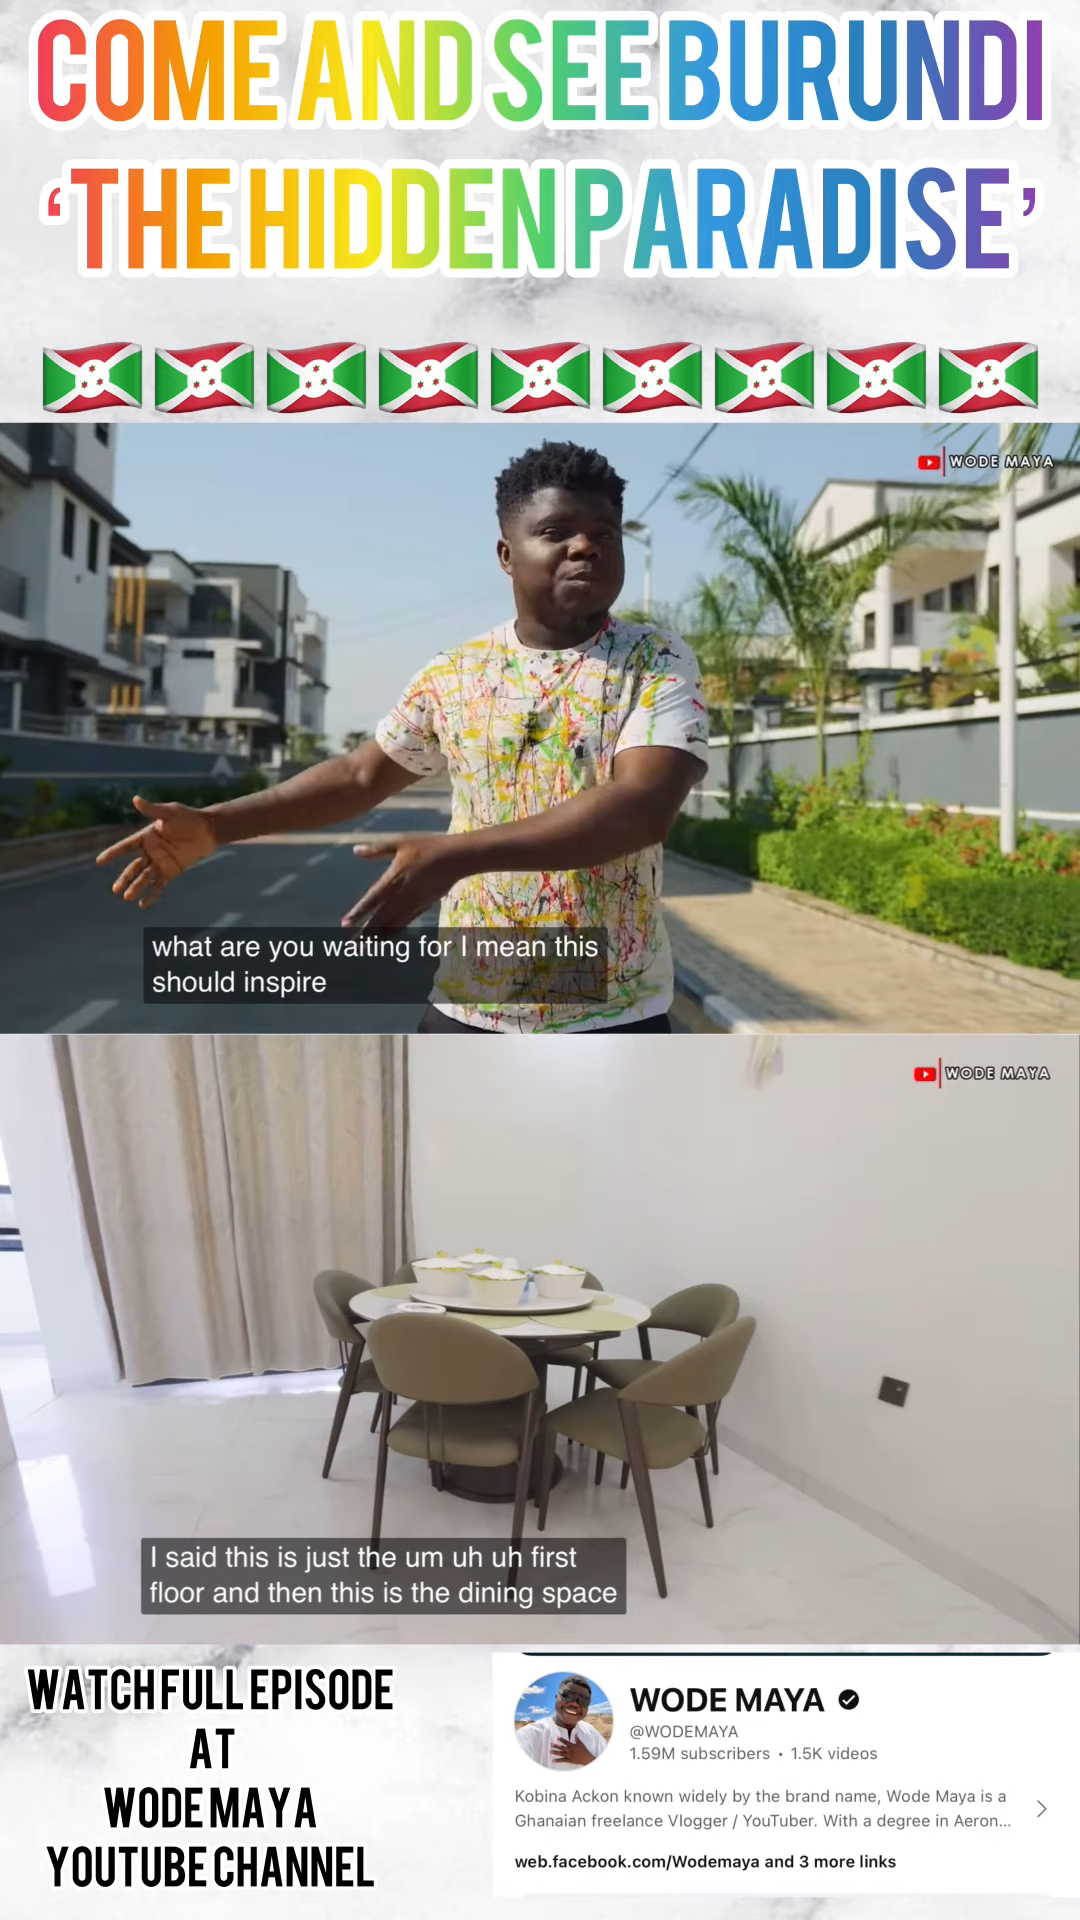 COME AND SEE BURUNDI
‘THE HIDDEN PARADISE’
WODE MAYA
what are you waiting for I mean this
should inspire
WODE MAYA
I said this is just the um uh uh first
floor and then this is the dining space
WATCH FULL EPISODE
AT
WODE MAYA
YOUTUBE CHANNEL
WODE MAYA
@WODEMAYA
1.59M subscribers • 1.5K videos
Kobina Ackon known widely by the brand name, Wode Maya is a
Ghanaian freelance Vlogger / YouTuber. With a degree in Aeron...
web.facebook.com/Wodemaya and 3 more links